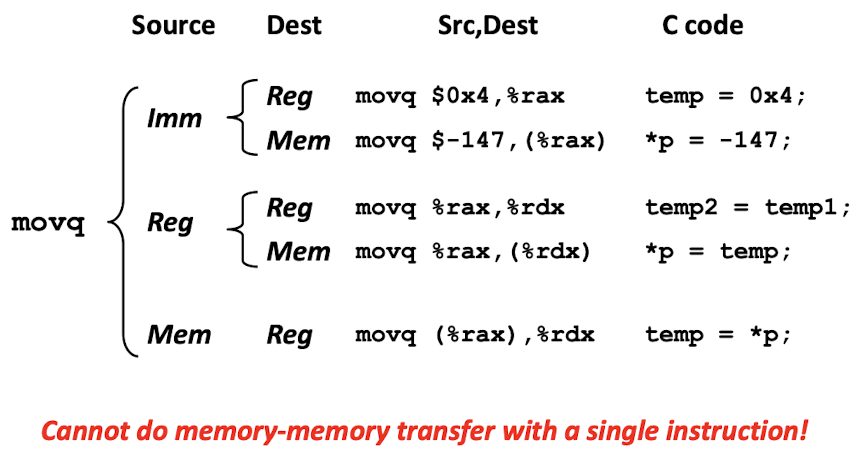 Source Dest Src,Dest C code
Reg movq $0x4,%rax temp = 0x4;
Imm
Mem movq $-147,(%rax) *p = -147;
movq Reg Reg movq %rax,%rdx temp2 = temp1;
Mem movq %rax,(%rdx) *p = temp;
Mem Reg movq (%rax),%rdx temp = *p;
Cannot do memory-memory transfer with a single instruction!